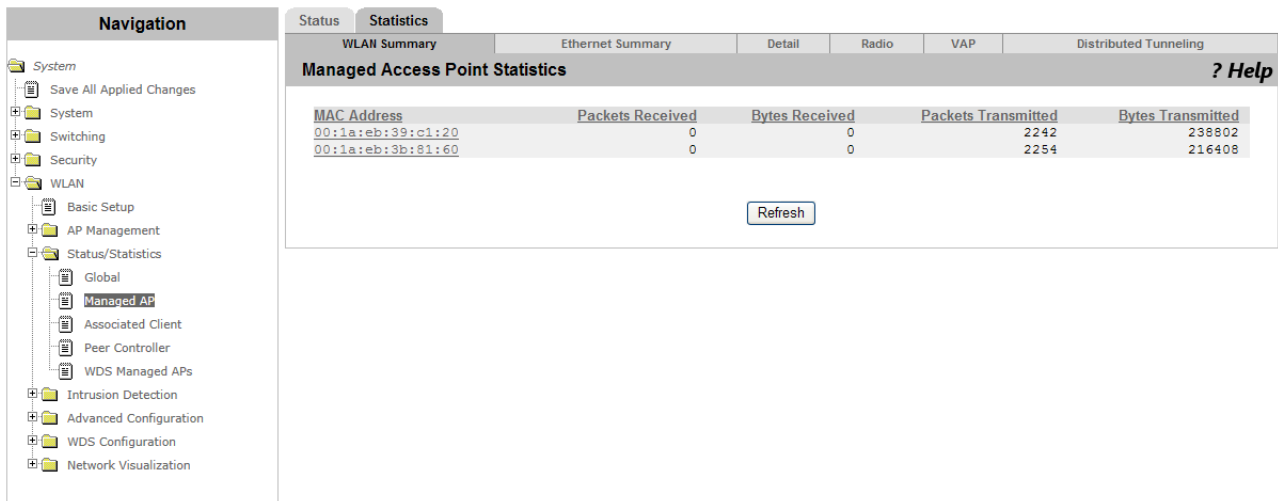 Navigation
System
Save All Applied Changes
System
Switching
Security
WLAN
Basic Setup
AP Management
Status/Statistics
Global
Managed AP
Associated Client
Peer Controller
WDS Managed APs
Intrusion Detection
Advanced Configuration
WDS Configuration
Network Visualization
Status Statistics
WLAN Summary Ethernet Summary Detail Radio VAP Distributed Tunneling
Managed Access Point Statistics ? Help
MAC Address Packets Received Bytes Received Packets Transmitted Bytes Transmitted
00:1a:eb:39:c1:20 0 0 2242 238802
00:1a:eb:3b:81:60 0 0 2254 216408
Refresh